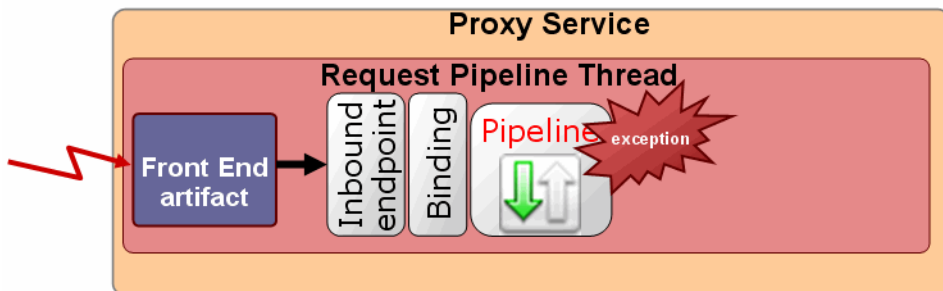 Proxy Service
Request Pipeline Thread
Front End
artifact
Inbound
endpoint
Binding
Pipeline
exception